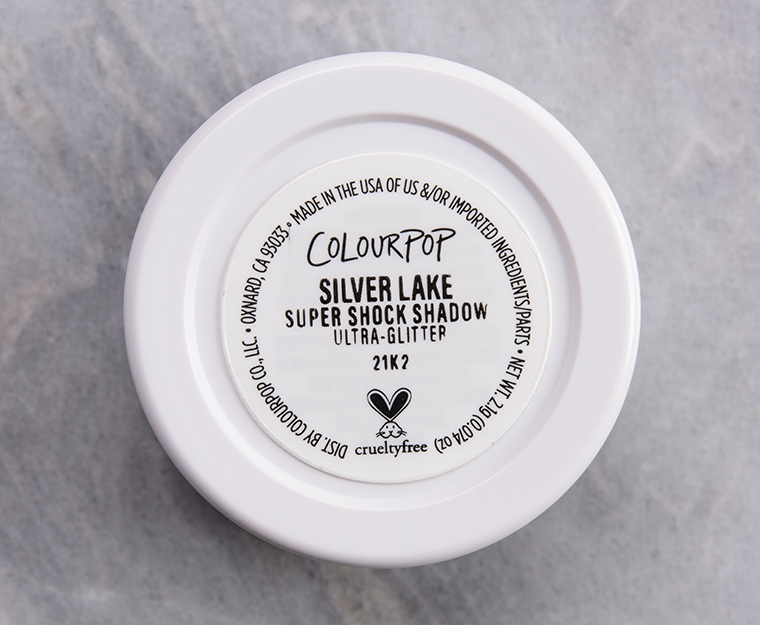 COLOURPOP
SILVER LAKE
SUPER SHOCK SHADOW
ULTRA-GLITTER
21K2
crueltyfree
DIST. BY COLOURPOP CO., LLC. • OXNARD, CA 93033 • MADE IN THE USA OF US &/OR IMPORTED INGREDIENTS/PARTS • NET WT. 2.1g (0.074 oz)